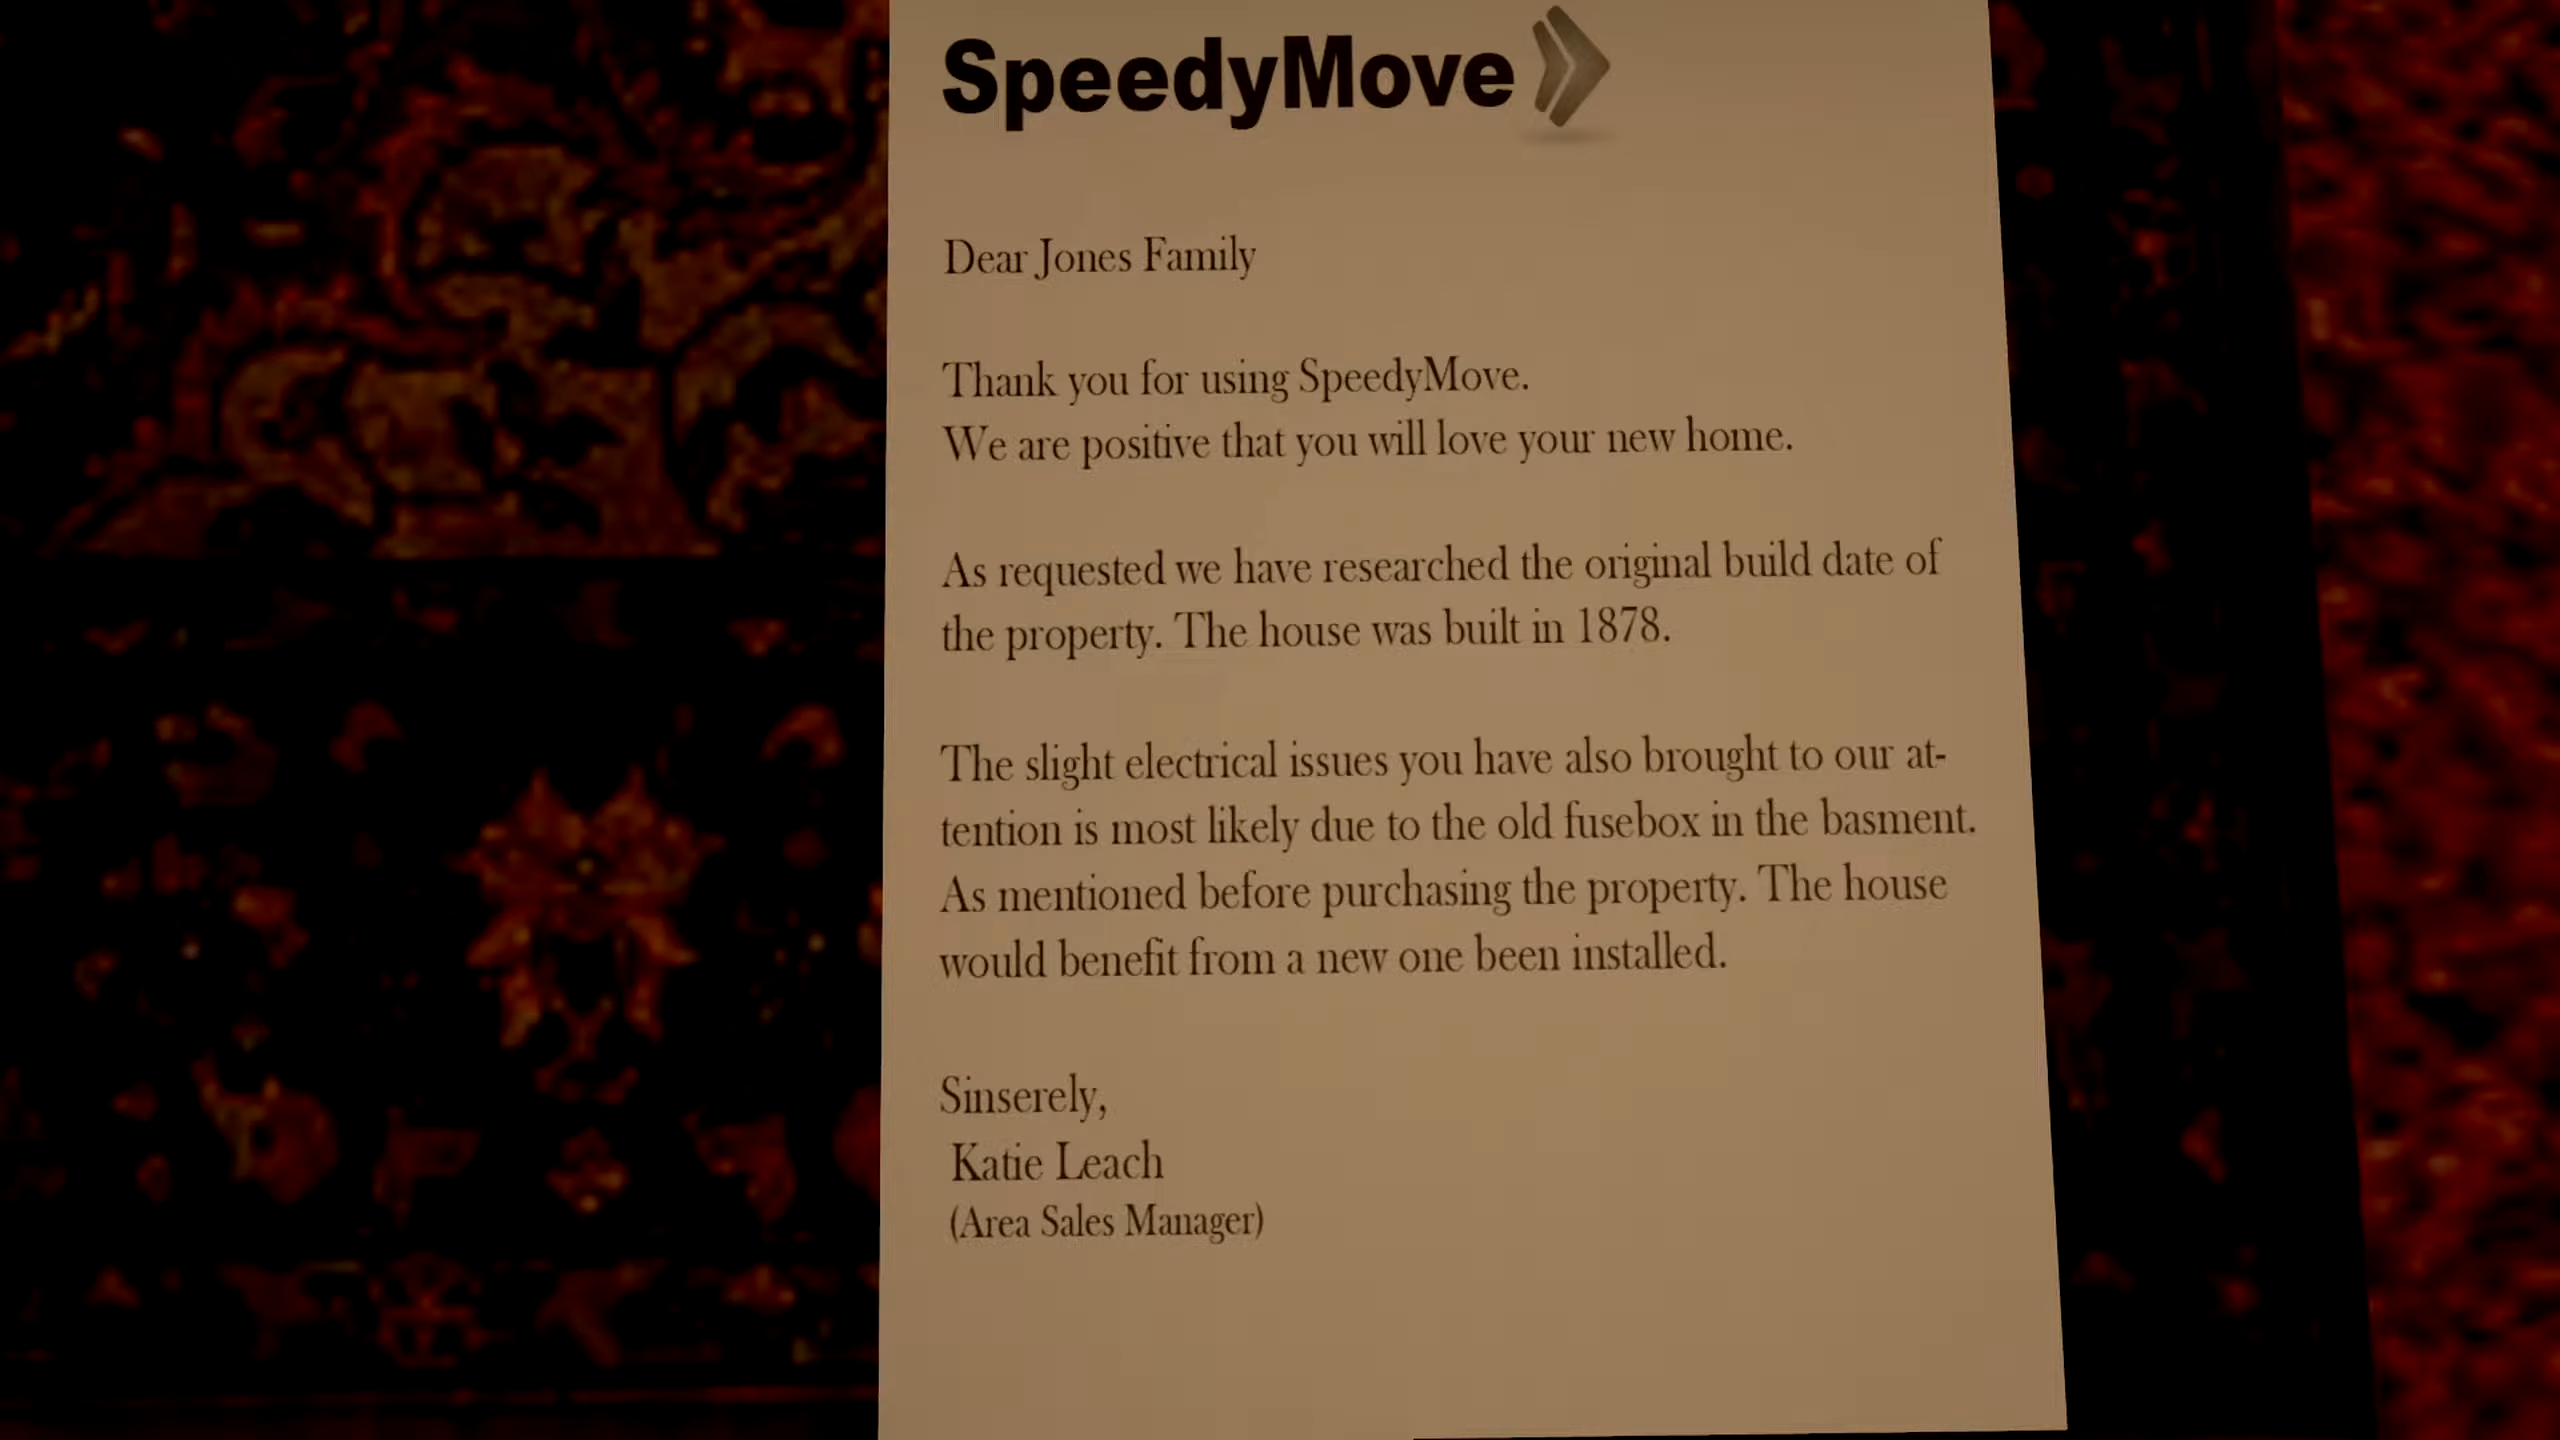 SpeedyMove
Dear Jones Family
Thank you for using SpeedyMove.
We are positive that you will love your new home.
As requested we have researched the original build date of
the property. The house was built in 1878.
The slight electrical issues you have also brought to our at-
tention is most likely due to the old fusebox in the basment.
As mentioned before purchasing the property. The house
would benefit from a new one been installed.
Sinserely,
Katie Leach
(Area Sales Manager)